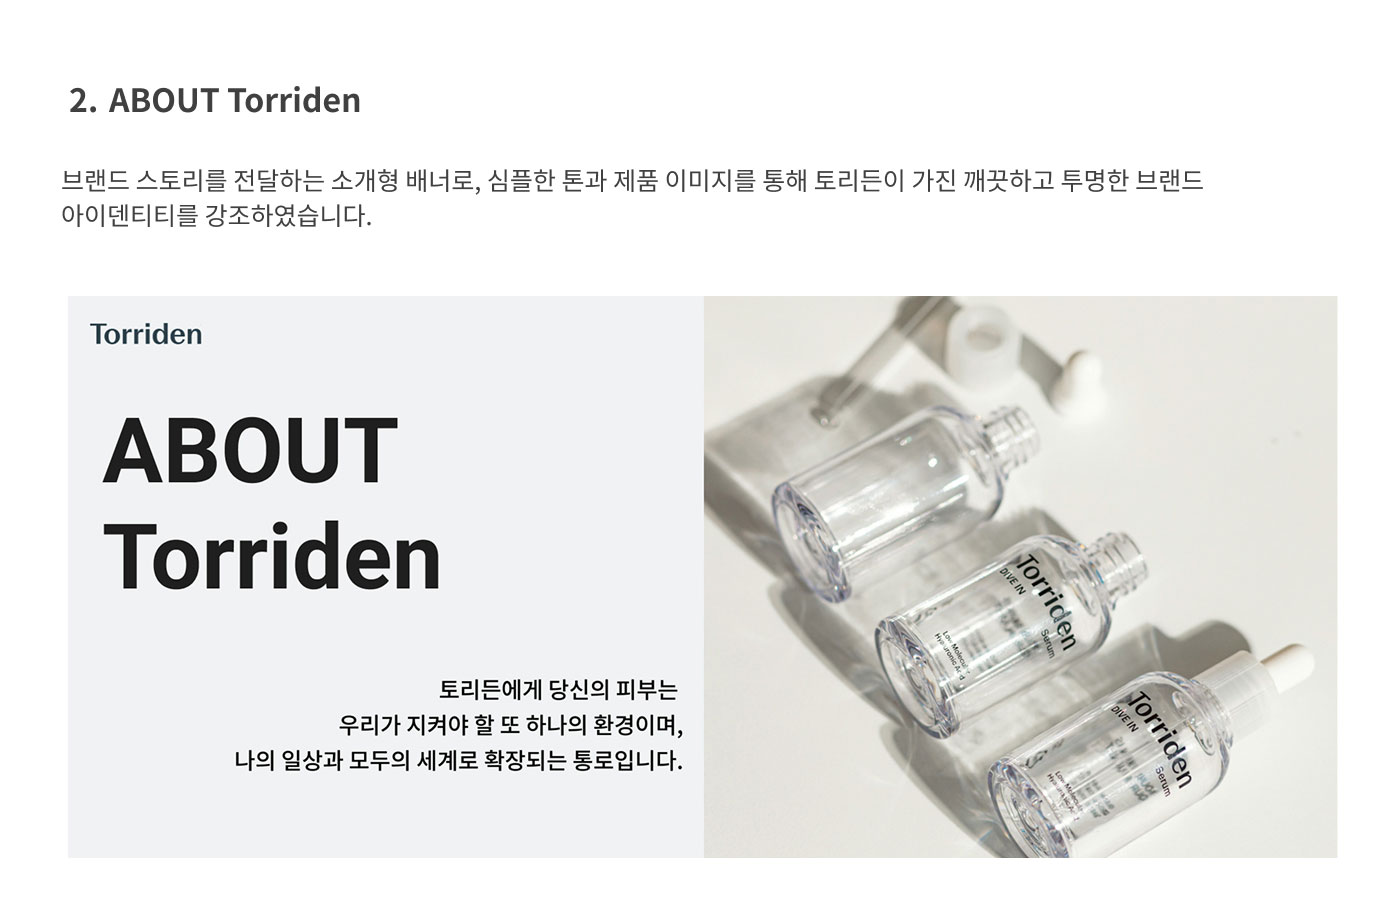 2. ABOUT Torriden
브랜드 스토리를 전달하는 소개형 배너로, 심플한 톤과 제품 이미지를 통해 토리든이 가진 깨끗하고 투명한 브랜드
아이덴티티를 강조하였습니다.
Torriden
ABOUT
Torriden
토리든에게 당신의 피부는
우리가 지켜야 할 또 하나의 환경이며,
나의 일상과 모두의 세계로 확장되는 통로입니다.
Torriden
DIVE IN
Serum
Low Molecular
Hyaluronic Acid
Torriden
DIVE IN
Serum
Low Molecular